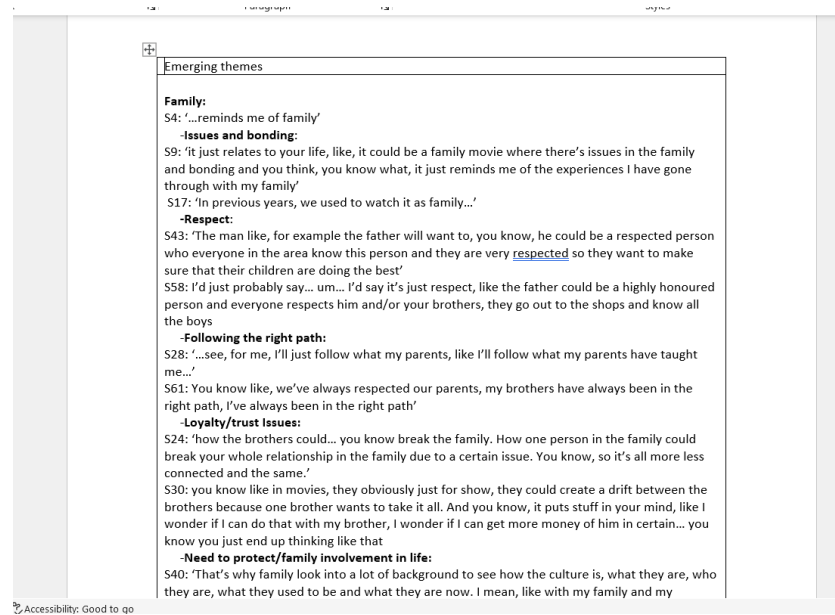 Emerging themes
Family:
S4: ‘…reminds me of family’
-Issues and bonding:
S9: ‘it just relates to your life, like, it could be a family movie where there’s issues in the family
and bonding and you think, you know what, it just reminds me of the experiences I have gone
through with my family’
S17: ‘In previous years, we used to watch it as family…’
-Respect:
S43: ‘The man like, for example the father will want to, you know, he could be a respected person
who everyone in the area know this person and they are very respected so they want to make
sure that their children are doing the best’
S58: I’d just probably say… um… I’d say it’s just respect, like the father could be a highly honoured
person and everyone respects him and/or your brothers, they go out to the shops and know all
the boys
-Following the right path:
S28: ‘…see, for me, I’ll just follow what my parents, like I’ll follow what my parents have taught
me…’
S61: You know like, we’ve always respected our parents, my brothers have always been in the
right path, I’ve always been in the right path’
-Loyalty/trust Issues:
S24: ‘how the brothers could… you know break the family. How one person in the family could
break your whole relationship in the family due to a certain issue. You know, so it’s all more less
connected and the same.’
S30: you know like in movies, they obviously just for show, they could create a drift between the
brothers because one brother wants to take it all. And you know, it puts stuff in your mind, like I
wonder if I can do that with my brother, I wonder if I can get more money of him in certain… you
know you just end up thinking like that
-Need to protect/family involvement in life:
S40: ‘That’s why family look into a lot of background to see how the culture is, what they are, who
they are, what they used to be and what they are now. I mean, like with my family and my
Accessibility: Good to go